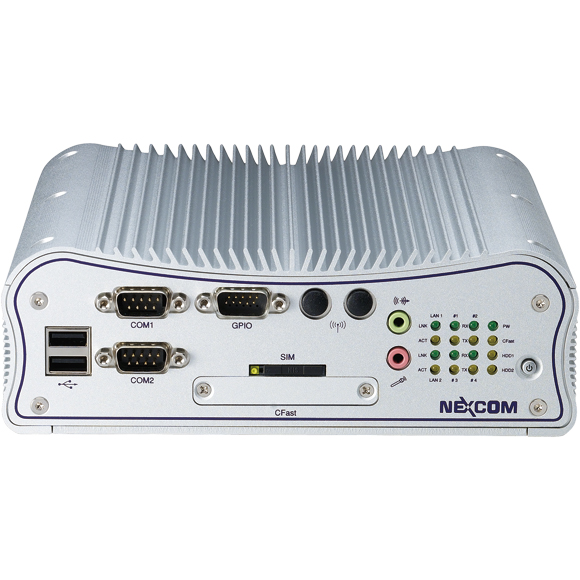 COM1
GPIO
COM2
SIM
CFast
LAN 1 #1 #2
LNK RX RX PW
ACT TX TX CFast
LNK RX RX HDD1
ACT TX TX HDD2
LAN 2 #3 #4
NEXCOM